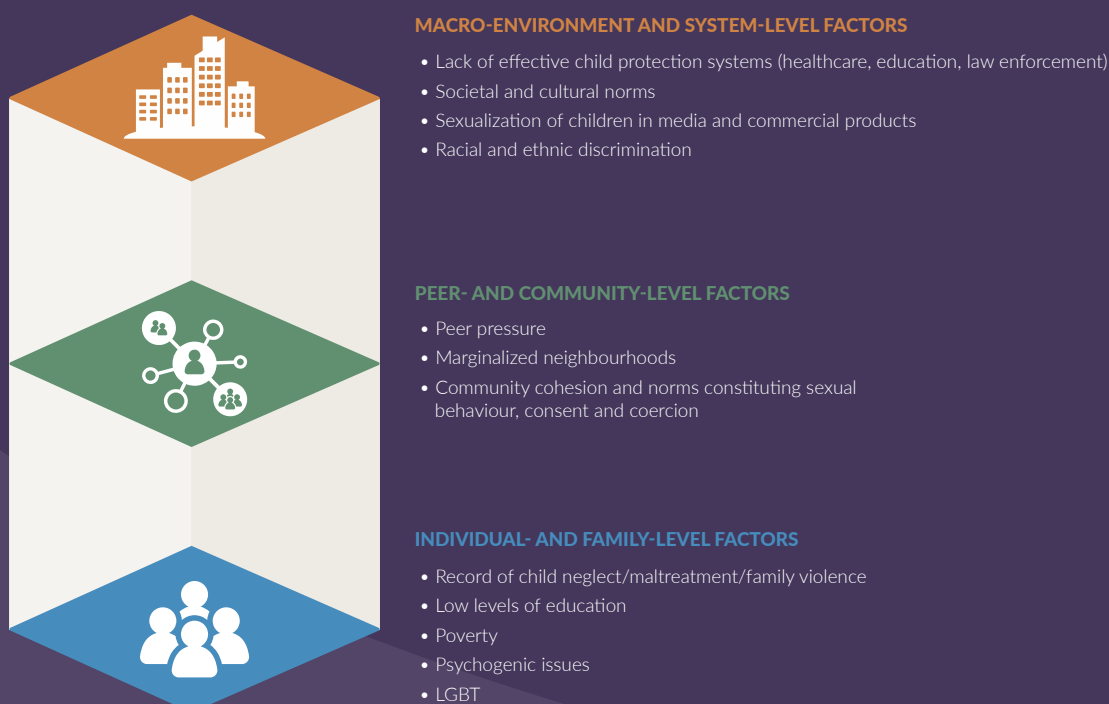 MACRO-ENVIRONMENT AND SYSTEM-LEVEL FACTORS
• Lack of effective child protection systems (healthcare, education, law enforcement)
• Societal and cultural norms
• Sexualization of children in media and commercial products
• Racial and ethnic discrimination
PEER- AND COMMUNITY-LEVEL FACTORS
• Peer pressure
• Marginalized neighbourhoods
• Community cohesion and norms constituting sexual
behaviour, consent and coercion
INDIVIDUAL- AND FAMILY-LEVEL FACTORS
• Record of child neglect/maltreatment/family violence
• Low levels of education
• Poverty
• Psychogenic issues
• LGBT